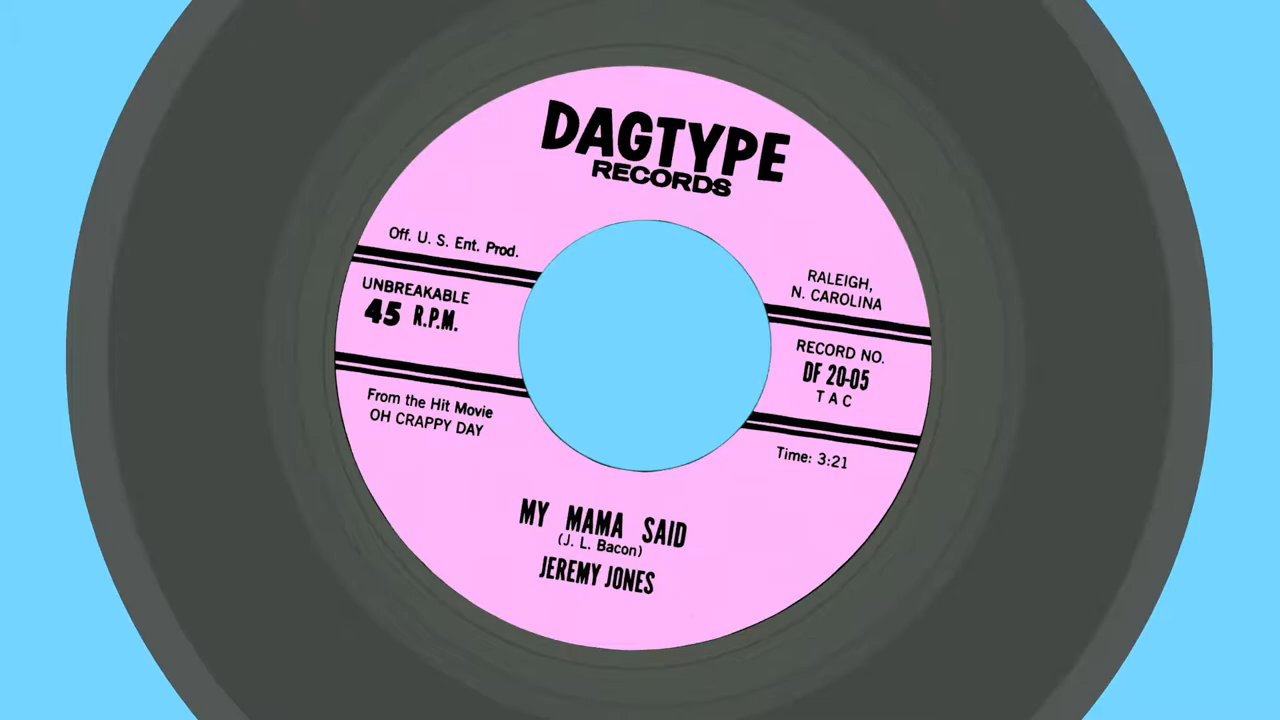 DAGTYPE
RECORDS
Off. U. S. Ent. Prod.
UNBREAKABLE
45 R.P.M.
From the Hit Movie
OH CRAPPY DAY
RALEIGH,
N. CAROLINA
RECORD NO.
DF 20-05
T A C
Time: 3:21
MY MAMA SAID
(J. L. Bacon)
JEREMY JONES